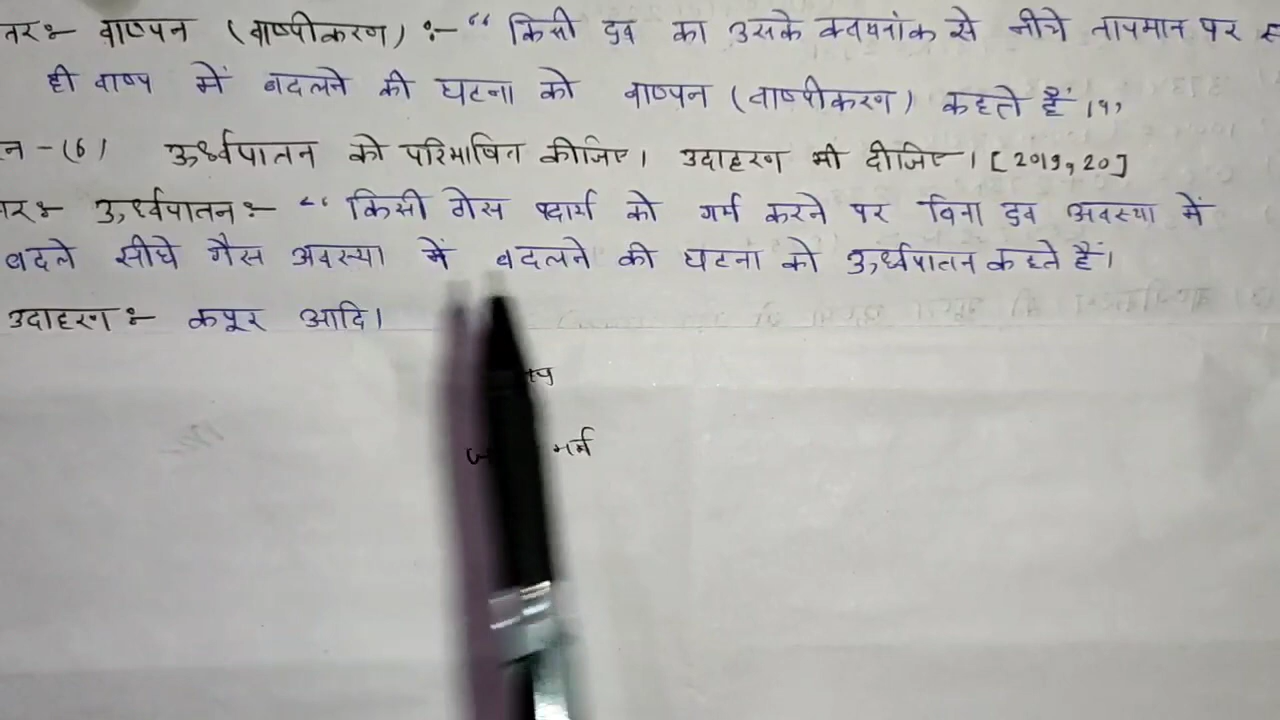 तर:- वाष्पन (वाष्पीकरण) :- “ किसी द्रव का उसके क्वथनांक से नीचे तापमान पर
ही वाष्प में बदलने की घटना को वाष्पन (वाष्पीकरण) कहते हैं।”
न -(6) ऊर्ध्वपातन को परिभाषित कीजिए। उदाहरण भी दीजिए। [2019,20]
तर:- ऊर्ध्वपातन :- “ किसी गैस पदार्थ को गर्म करने पर बिना द्रव अवस्था में
बदले सीधे गैस अवस्था में बदलने की घटना को ऊर्ध्वपातन कहते हैं।
उदाहरण :- कपूर आदि।